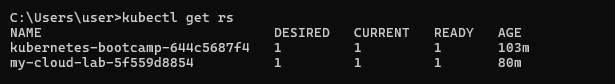 C:\Users\user>kubectl get rs
NAME                             DESIRED   CURRENT   READY   AGE
kubernetes-bootcamp-644c5687f4   1         1         1       103m
my-cloud-lab-5f559d8854          1         1         1       80m